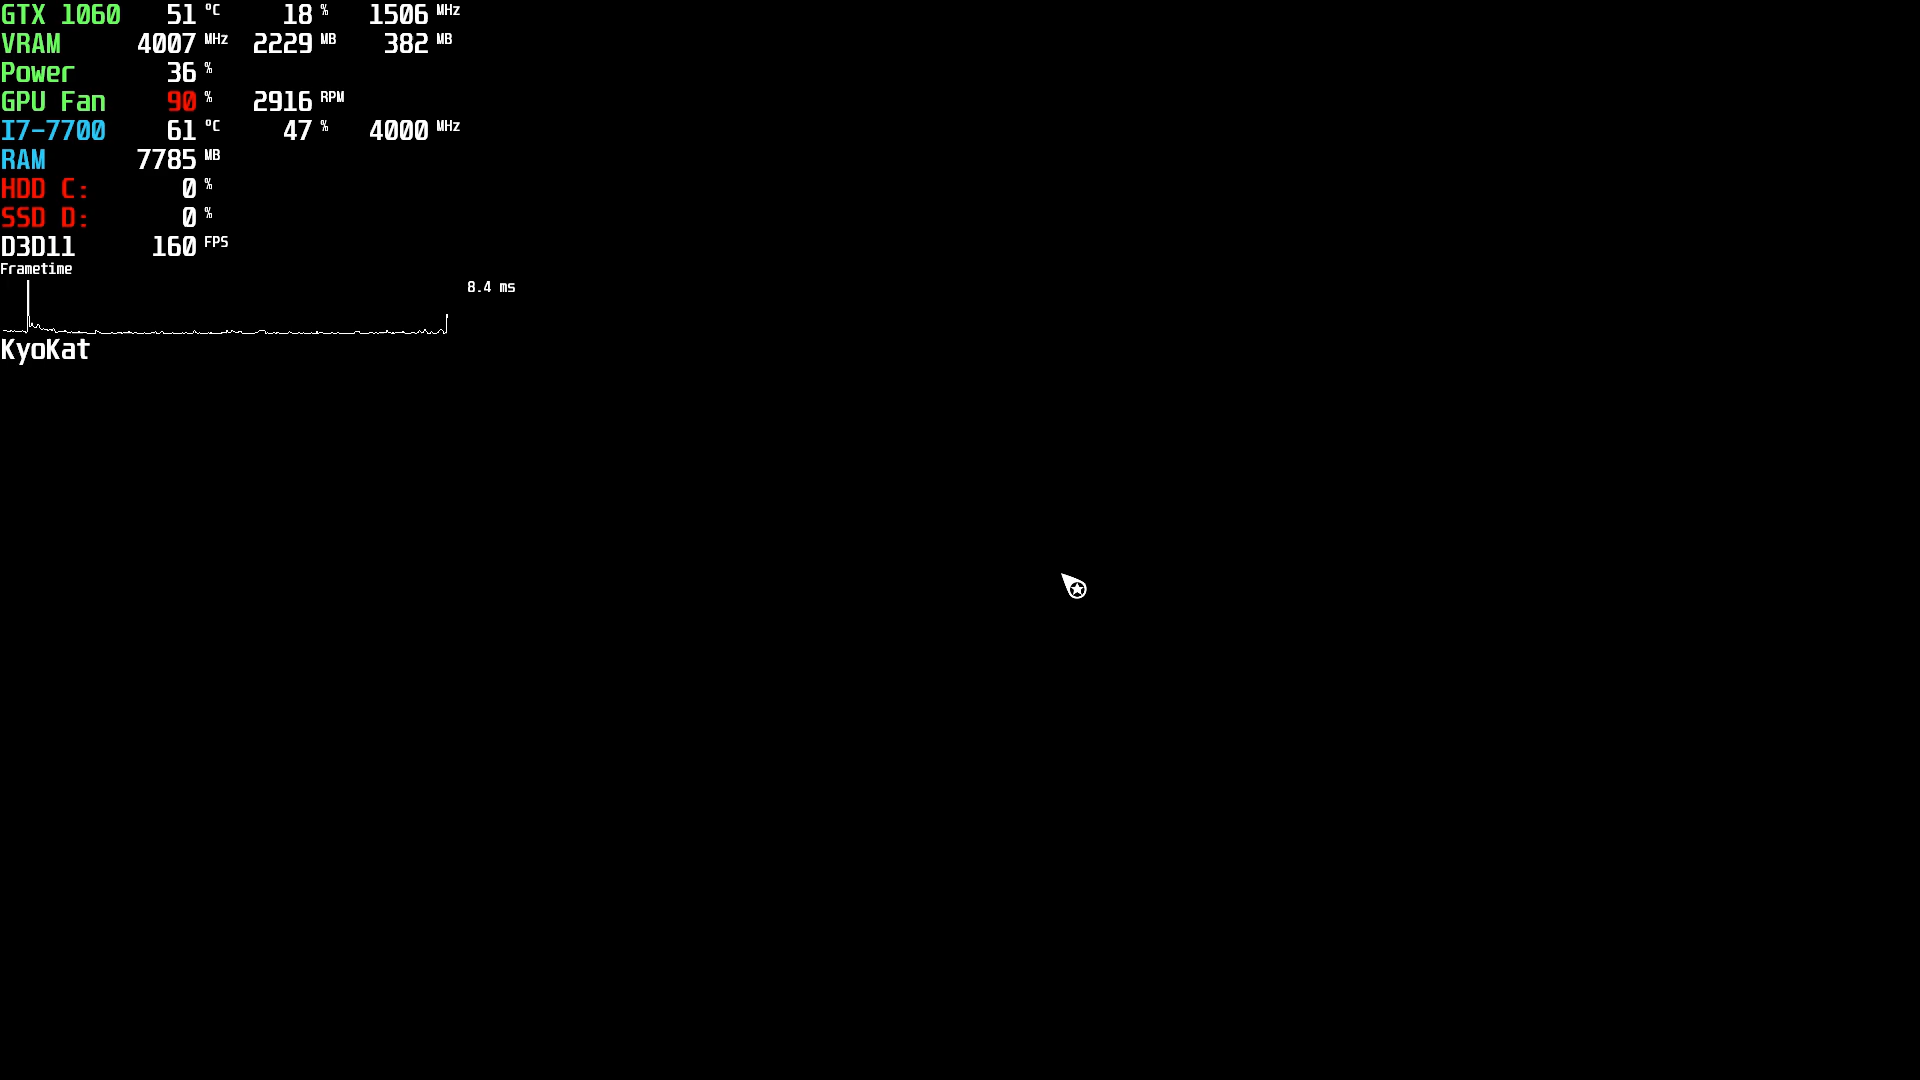 GTX 1060 51 °C 18 % 1506 MHz
VRAM 4007 MHz 2229 MB 382 MB
Power 36 %
GPU Fan 90 % 2916 RPM
I7-7700 61 °C 47 % 4000 MHz
RAM 7785 MB
HDD C: 0 %
SSD D: 0 %
D3D11 160 FPS
Frametime
8.4 ms
KyoKat